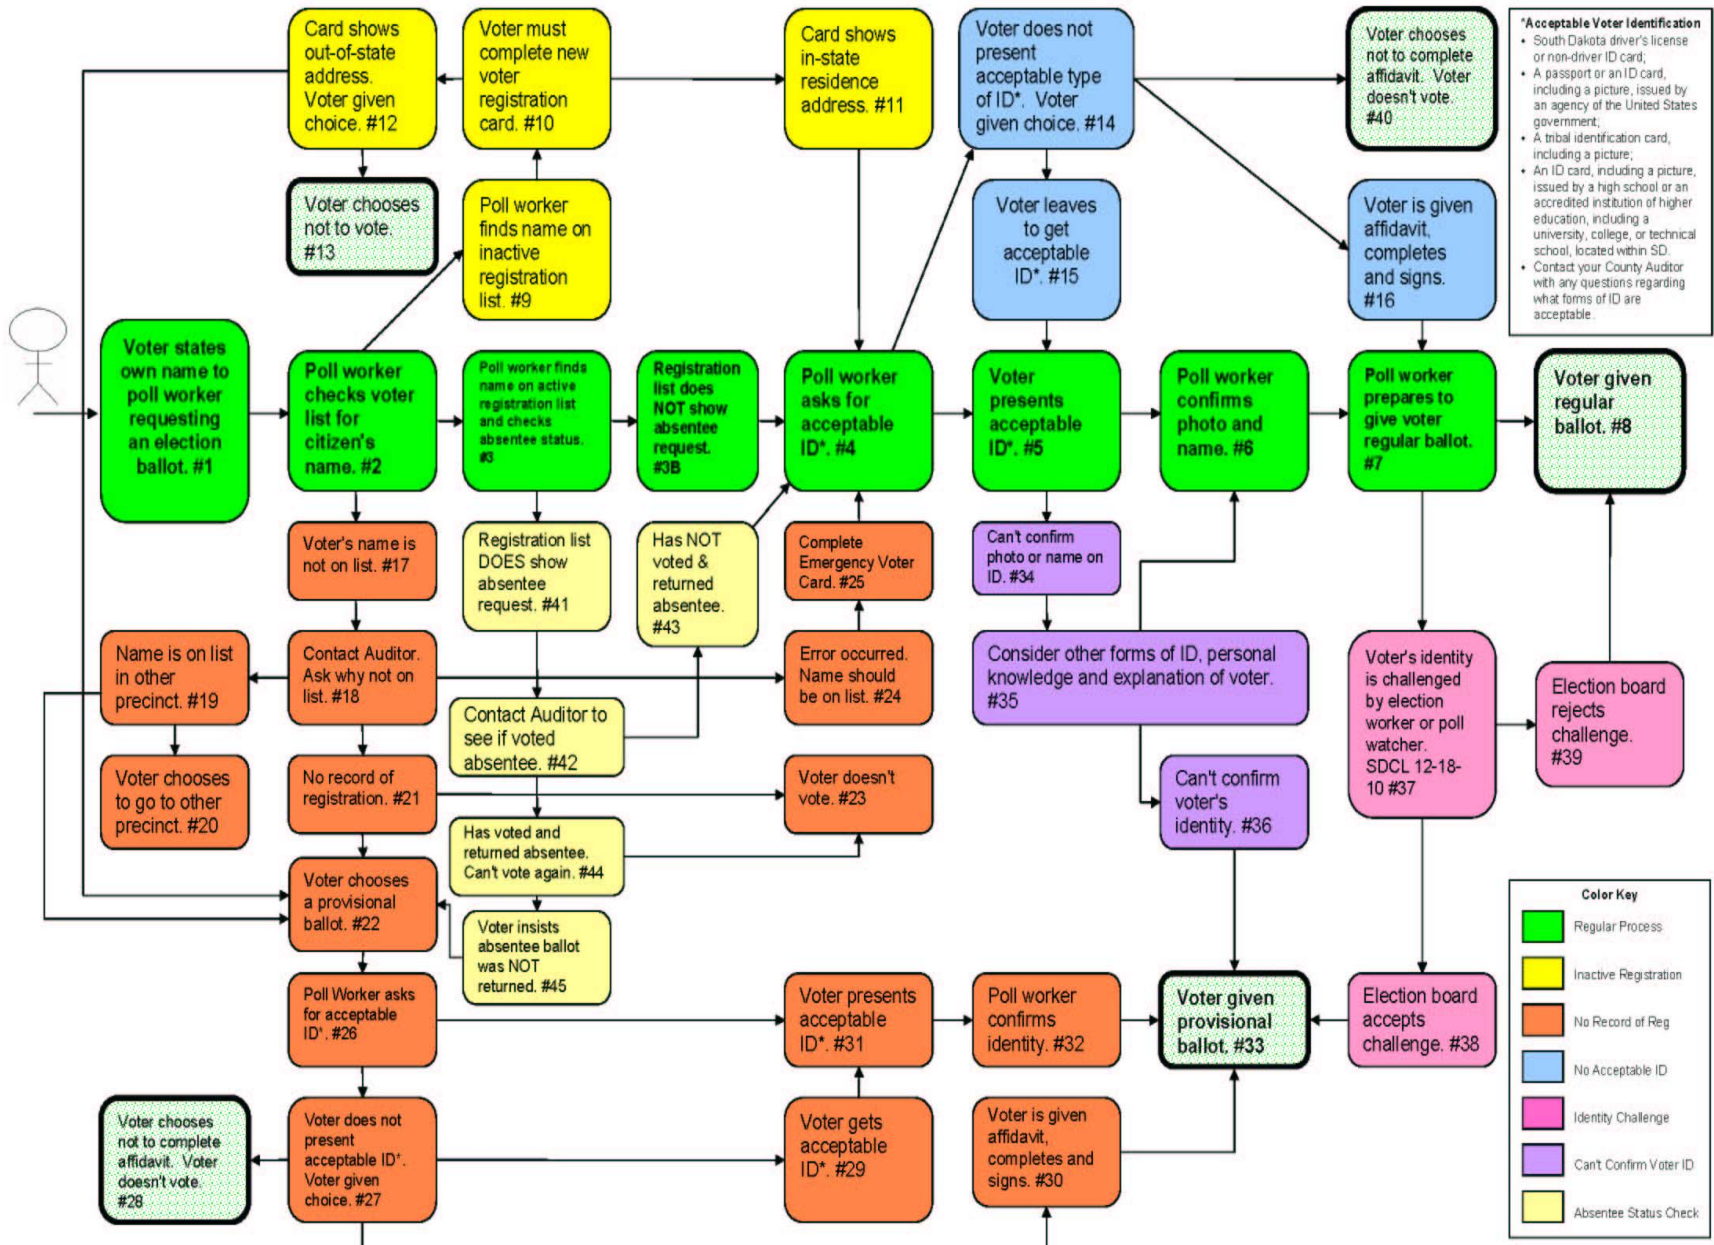 Card shows
out-of-state
address.
Voter given
choice. #12
Voter must
complete new
voter
registration
card. #10
Card shows
in-state
residence
address. #11
Voter does not
present
acceptable type
of ID*. Voter
given choice. #14
Voter chooses
not to complete
affidavit. Voter
doesn't vote.
#40
*Acceptable Voter Identification
• South Dakota driver's license
or non-driver ID card;
• A passport or an ID card,
including a picture, issued by
an agency of the United States
government;
• A tribal identification card,
including a picture;
• An ID card, including a picture,
issued by a high school or an
accredited institution of higher
education, including a
university, college, or technical
school, located within SD.
• Contact your County Auditor
with any questions regarding
what forms of ID are
acceptable.
Voter chooses
not to vote.
#13
Poll worker
finds name on
inactive
registration
list. #9
Voter leaves
to get
acceptable
ID*. #15
Voter is given
affidavit,
completes
and signs.
#16
Voter states
own name to
poll worker
requesting
an election
ballot. #1
Poll worker
checks voter
list for
citizen's
name. #2
Poll worker finds
name on active
registration list
and checks
absentee status.
#3
Registration
list does
NOT show
absentee
request.
#3B
Poll worker
asks for
acceptable
ID*. #4
Voter
presents
acceptable
ID*. #5
Poll worker
confirms
photo and
name. #6
Poll worker
prepares to
give voter
regular ballot.
#7
Voter given
regular
ballot. #8
Voter's name is
not on list. #17
Registration list
DOES show
absentee
request. #41
Has NOT
voted &
returned
absentee.
#43
Complete
Emergency Voter
Card. #25
Can't confirm
photo or name on
ID. #34
Name is on list
in other
precinct. #19
Contact Auditor.
Ask why not on
list. #18
Error occurred.
Name should
be on list. #24
Consider other forms of ID, personal
knowledge and explanation of voter.
#35
Voter's identity
is challenged
by election
worker or poll
watcher.
SDCL 12-18-
10 #37
Election board
rejects
challenge.
#39
Contact Auditor to
see if voted
absentee. #42
Voter chooses
to go to other
precinct. #20
No record of
registration. #21
Voter doesn't
vote. #23
Can't confirm
voter's
identity. #36
Has voted and
returned absentee.
Can't vote again. #44
Voter chooses
a provisional
ballot. #22
Voter insists
absentee ballot
was NOT
returned. #45
Poll Worker asks
for acceptable
ID*. #26
Voter presents
acceptable
ID*. #31
Poll worker
confirms
identity. #32
Voter given
provisional
ballot. #33
Election board
accepts
challenge. #38
Voter chooses
not to complete
affidavit. Voter
doesn't vote.
#28
Voter does not
present
acceptable ID*.
Voter given
choice. #27
Voter gets
acceptable
ID*. #29
Voter is given
affidavit,
completes and
signs. #30
Color Key
Regular Process
Inactive Registration
No Record of Reg
No Acceptable ID
Identity Challenge
Can't Confirm Voter ID
Absentee Status Check